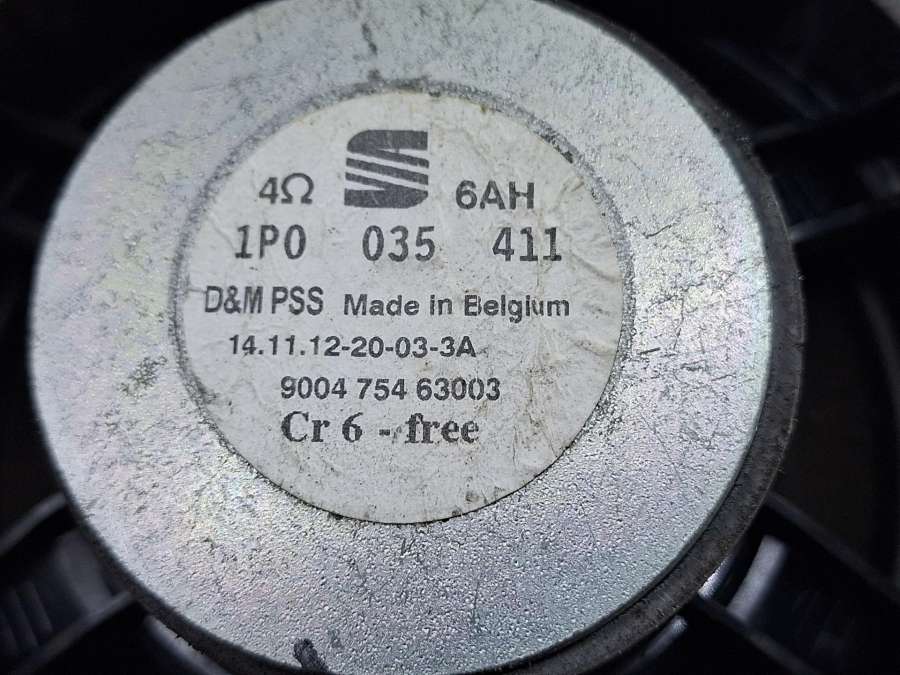 4Ω 6AH
1P0 035 411
D&M PSS Made in Belgium
14.11.12-20-03-3A
9004 754 63003
Cr 6 - free